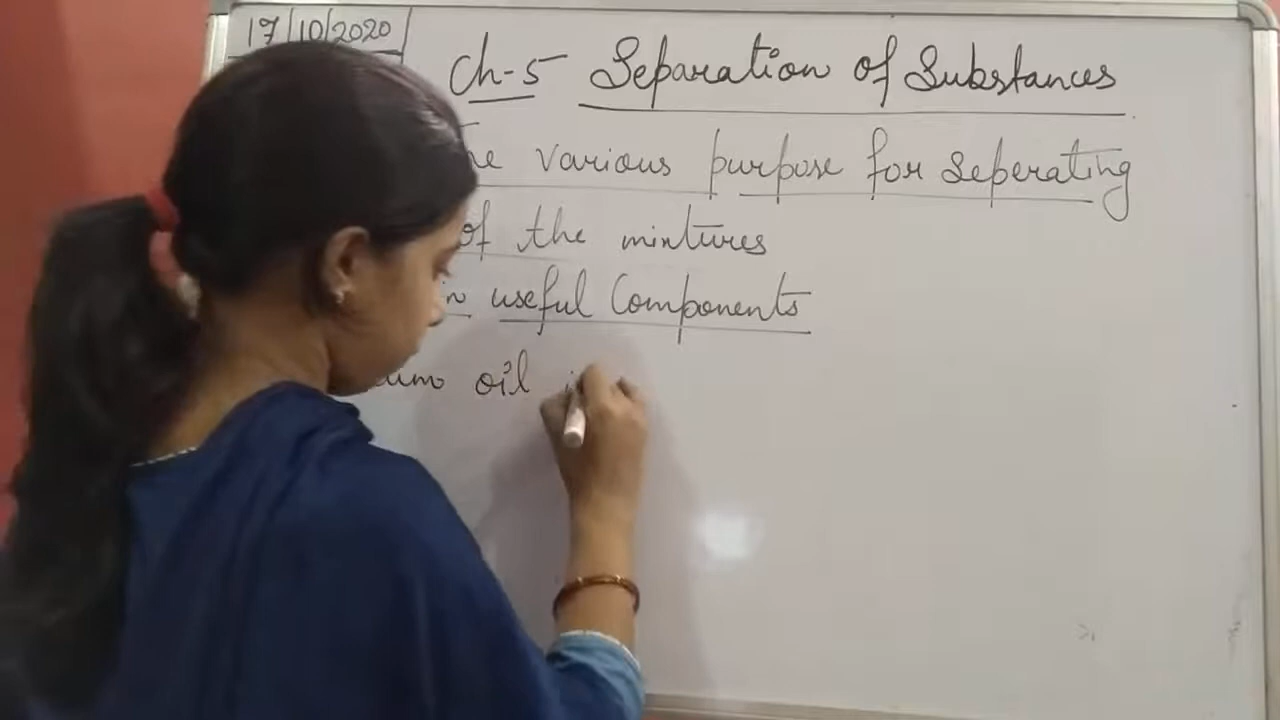 17/10/2020
Ch-5 Separation of Substances
various purpose for seperating
of the mixtures
useful Components
oil